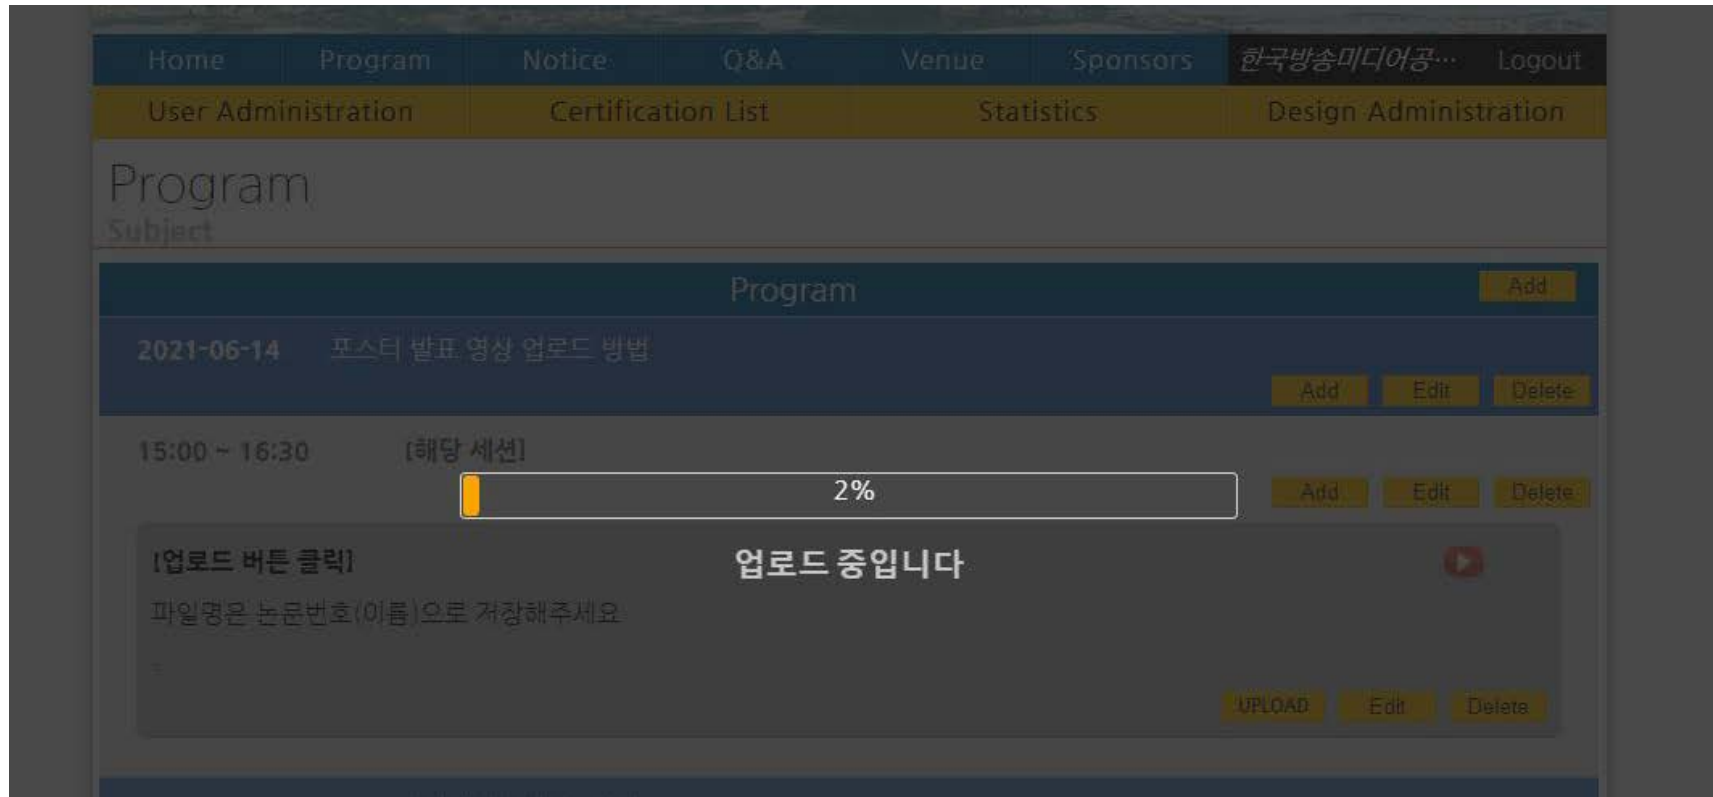 Home Program Notice Q&A Venue Sponsors 한국방송미디어공… Logout
User Administration Certification List Statistics Design Administration
Program
Subject
Program Add
2021-06-14 포스터 발표 영상 업로드 방법
Add Edit Delete
15:00 ~ 16:30 [해당 세션]
2%
Add Edit Delete
[업로드 버튼 클릭]
업로드 중입니다
파일명은 논문번호(이름)으로 저장해주세요
UPLOAD Edit Delete